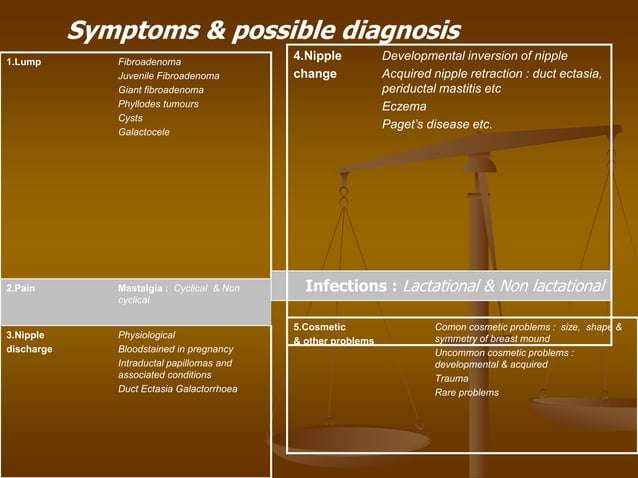 Symptoms & possible diagnosis
1.Lump
Fibroadenoma
Juvenile Fibroadenoma
Giant fibroadenoma
Phyllodes tumours
Cysts
Galactocele
2.Pain
Mastalgia : Cyclical & Non
cyclical
3.Nipple
discharge
Physiological
Bloodstained in pregnancy
Intraductal papillomas and
associated conditions
Duct Ectasia Galactorrhoea
4.Nipple
change
Developmental inversion of nipple
Acquired nipple retraction : duct ectasia,
periductal mastitis etc
Eczema
Paget's disease etc.
Infections : Lactational & Non lactational
5.Cosmetic
& other problems
Comon cosmetic problems : size, shape &
symmetry of breast mound
Uncommon cosmetic problems :
developmental & acquired
Trauma
Rare problems